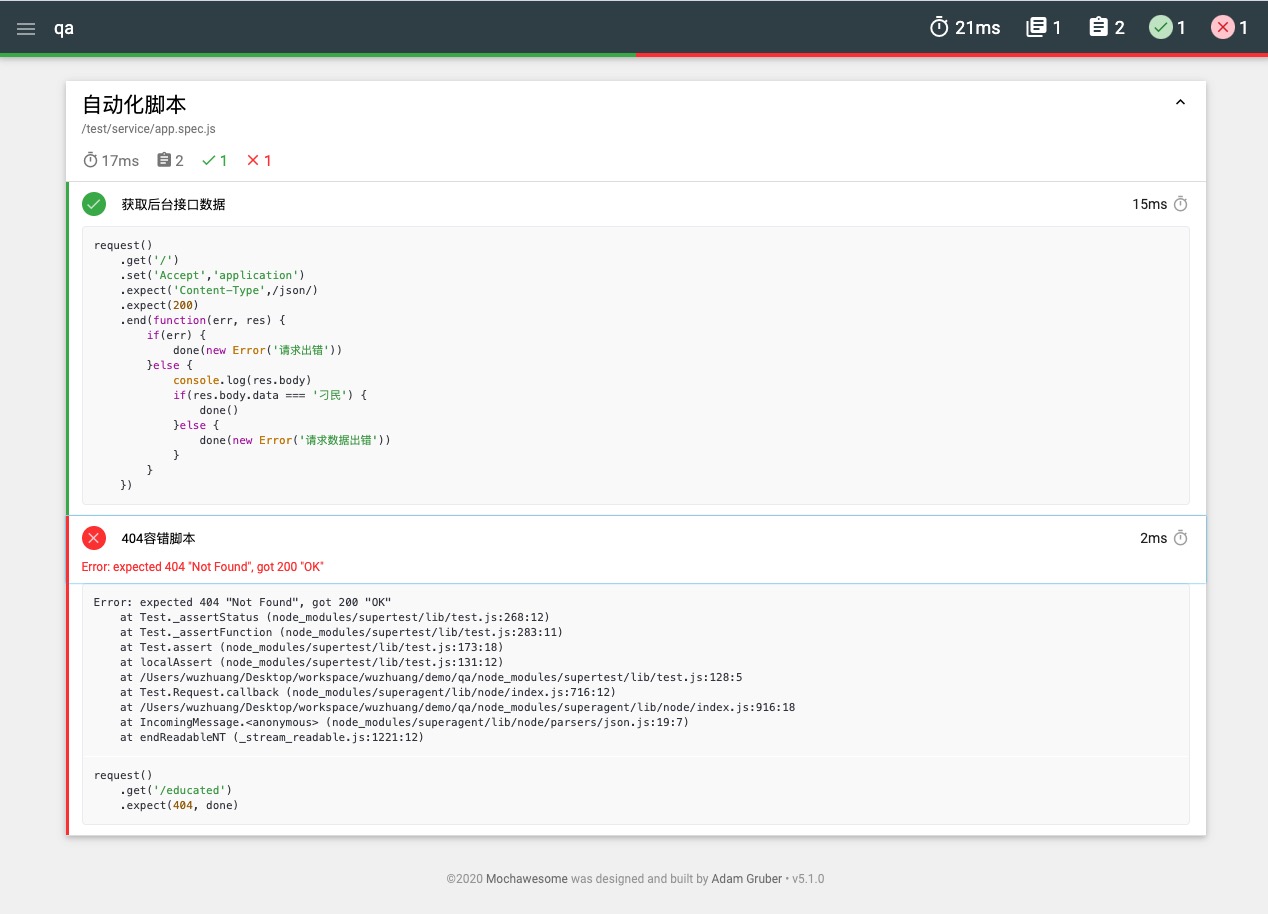 qa
21ms 1 2 1 1
自动化脚本
/test/service/app.spec.js
17ms 2 1 1
获取后台接口数据 15ms
request()
    .get('/')
    .set('Accept','application')
    .expect('Content-Type',/json/)
    .expect(200)
    .end(function(err, res) {
        if(err) {
            done(new Error('请求出错'))
        }else {
            console.log(res.body)
            if(res.body.data === '刁民') {
                done()
            }else {
                done(new Error('请求数据出错'))
            }
        }
    })
404容错脚本 2ms
Error: expected 404 "Not Found", got 200 "OK"
Error: expected 404 "Not Found", got 200 "OK"
    at Test._assertStatus (node_modules/supertest/lib/test.js:268:12)
    at Test._assertFunction (node_modules/supertest/lib/test.js:283:11)
    at Test.assert (node_modules/supertest/lib/test.js:173:18)
    at localAssert (node_modules/supertest/lib/test.js:131:12)
    at /Users/wuzhuang/Desktop/workspace/wuzhuang/demo/qa/node_modules/supertest/lib/test.js:128:5
    at Test.Request.callback (node_modules/superagent/lib/node/index.js:716:12)
    at /Users/wuzhuang/Desktop/workspace/wuzhuang/demo/qa/node_modules/superagent/lib/node/index.js:916:18
    at IncomingMessage.<anonymous> (node_modules/superagent/lib/node/parsers/json.js:19:7)
    at endReadableNT (_stream_readable.js:1221:12)
request()
    .get('/educated')
    .expect(404, done)
©2020 Mochawesome was designed and built by Adam Gruber • v5.1.0